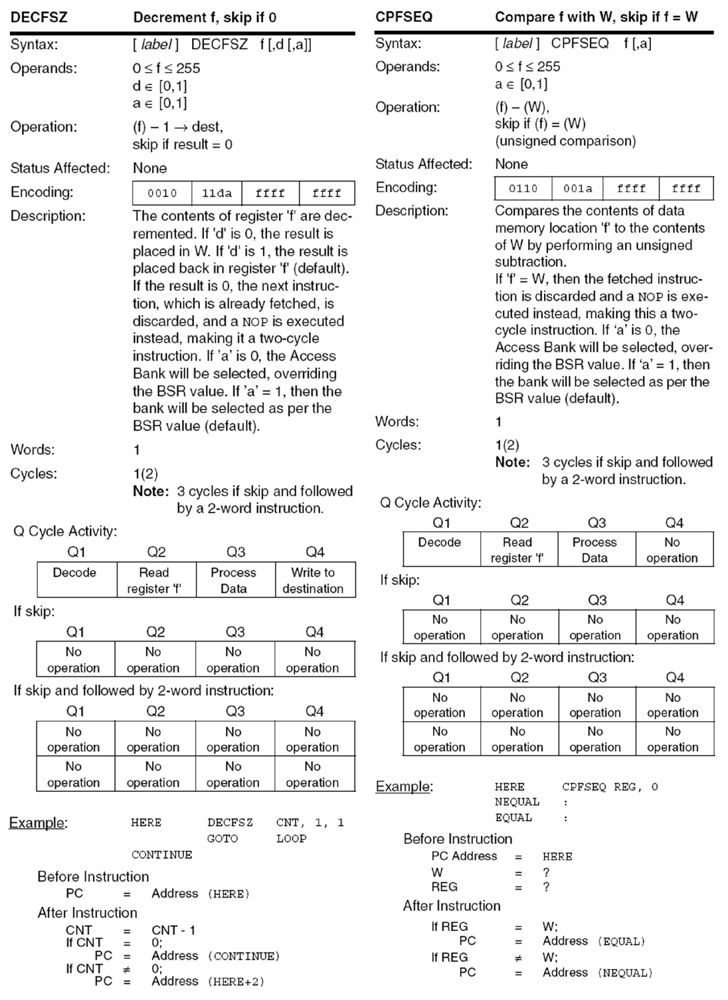 DECFSZ Decrement f, skip if 0
Syntax: [ label ] DECFSZ f [,d [,a]]
Operands: 0 ≤ f ≤ 255
d ∈ [0,1]
a ∈ [0,1]
Operation: (f) – 1 → dest,
skip if result = 0
Status Affected: None
Encoding: 0010 11da ffff ffff
Description: The contents of register 'f' are dec-
remented. If 'd' is 0, the result is
placed in W. If 'd' is 1, the result is
placed back in register 'f' (default).
If the result is 0, the next instruc-
tion, which is already fetched, is
discarded, and a NOP is executed
instead, making it a two-cycle
instruction. If ’a’ is 0, the Access
Bank will be selected, overriding
the BSR value. If ’a’ = 1, then the
bank will be selected as per the
BSR value (default).
Words: 1
Cycles: 1(2)
Note: 3 cycles if skip and followed
by a 2-word instruction.
Q Cycle Activity:
Q1 Q2 Q3 Q4
Decode Read Process Write to
register 'f' Data destination
If skip:
Q1 Q2 Q3 Q4
No No No No
operation operation operation operation
If skip and followed by 2-word instruction:
Q1 Q2 Q3 Q4
No No No No
operation operation operation operation
No No No No
operation operation operation operation
Example: HERE DECFSZ CNT, 1, 1
GOTO LOOP
CONTINUE
Before Instruction
PC = Address (HERE)
After Instruction
CNT = CNT - 1
If CNT = 0;
PC = Address (CONTINUE)
If CNT ≠ 0;
PC = Address (HERE+2)
CPFSEQ Compare f with W, skip if f = W
Syntax: [ label ] CPFSEQ f [,a]
Operands: 0 ≤ f ≤ 255
a ∈ [0,1]
Operation: (f) – (W),
skip if (f) = (W)
(unsigned comparison)
Status Affected: None
Encoding: 0110 001a ffff ffff
Description: Compares the contents of data
memory location 'f' to the contents
of W by performing an unsigned
subtraction.
If 'f' = W, then the fetched instruc-
tion is discarded and a NOP is exe-
cuted instead, making this a two-
cycle instruction. If ‘a’ is 0, the
Access Bank will be selected, over-
riding the BSR value. If ‘a’ = 1, then
the bank will be selected as per the
BSR value (default).
Words: 1
Cycles: 1(2)
Note: 3 cycles if skip and followed
by a 2-word instruction.
Q Cycle Activity:
Q1 Q2 Q3 Q4
Decode Read Process No
register 'f' Data operation
If skip:
Q1 Q2 Q3 Q4
No No No No
operation operation operation operation
If skip and followed by 2-word instruction:
Q1 Q2 Q3 Q4
No No No No
operation operation operation operation
No No No No
operation operation operation operation
Example: HERE CPFSEQ REG, 0
NEQUAL :
EQUAL :
Before Instruction
PC Address = HERE
W = ?
REG = ?
After Instruction
If REG = W;
PC = Address (EQUAL)
If REG ≠ W;
PC = Address (NEQUAL)